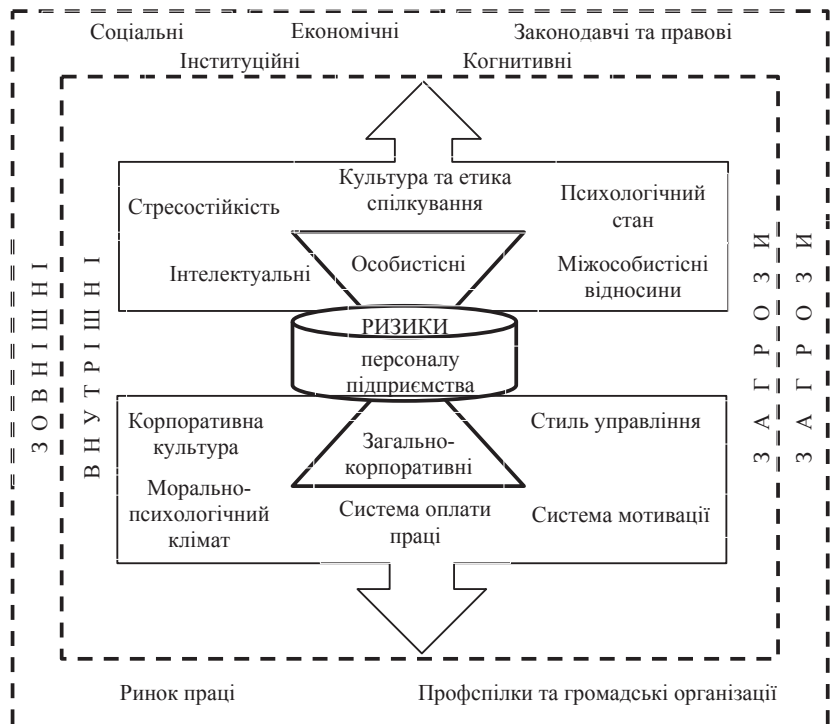 Соціальні Економічні Законодавчі та правові
Інституційні Когнитивні
Культура та етика
спілкування
Стресостійкість
Психологічний
стан
Інтелектуальні
Особистісні
Міжособистісні
відносини
РИЗИКИ
персоналу
підприємства
Корпоративна
культура
Загально-
корпоративні
Стиль управління
Морально-
психологічний
клімат
Система оплати
праці
Система мотивації
ЗОВНІШНІ
ВНУТРІШНІ
ЗАГРОЗИ
ЗАГРОЗИ
Ринок праці Профспілки та громадські організації